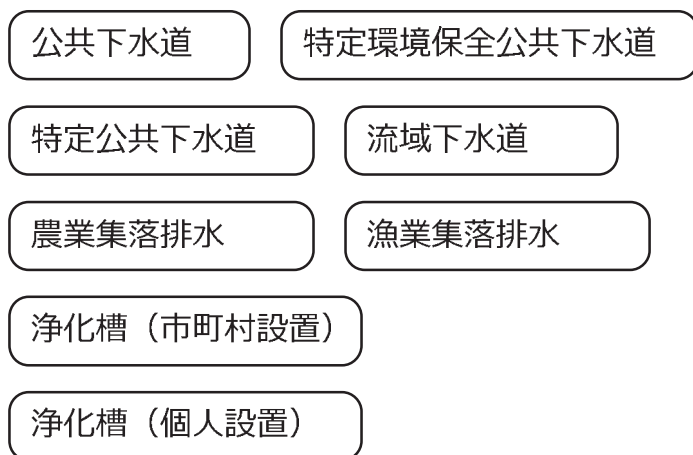 公共下水道
特定環境保全公共下水道
特定公共下水道
流域下水道
農業集落排水
漁業集落排水
浄化槽（市町村設置）
浄化槽（個人設置）